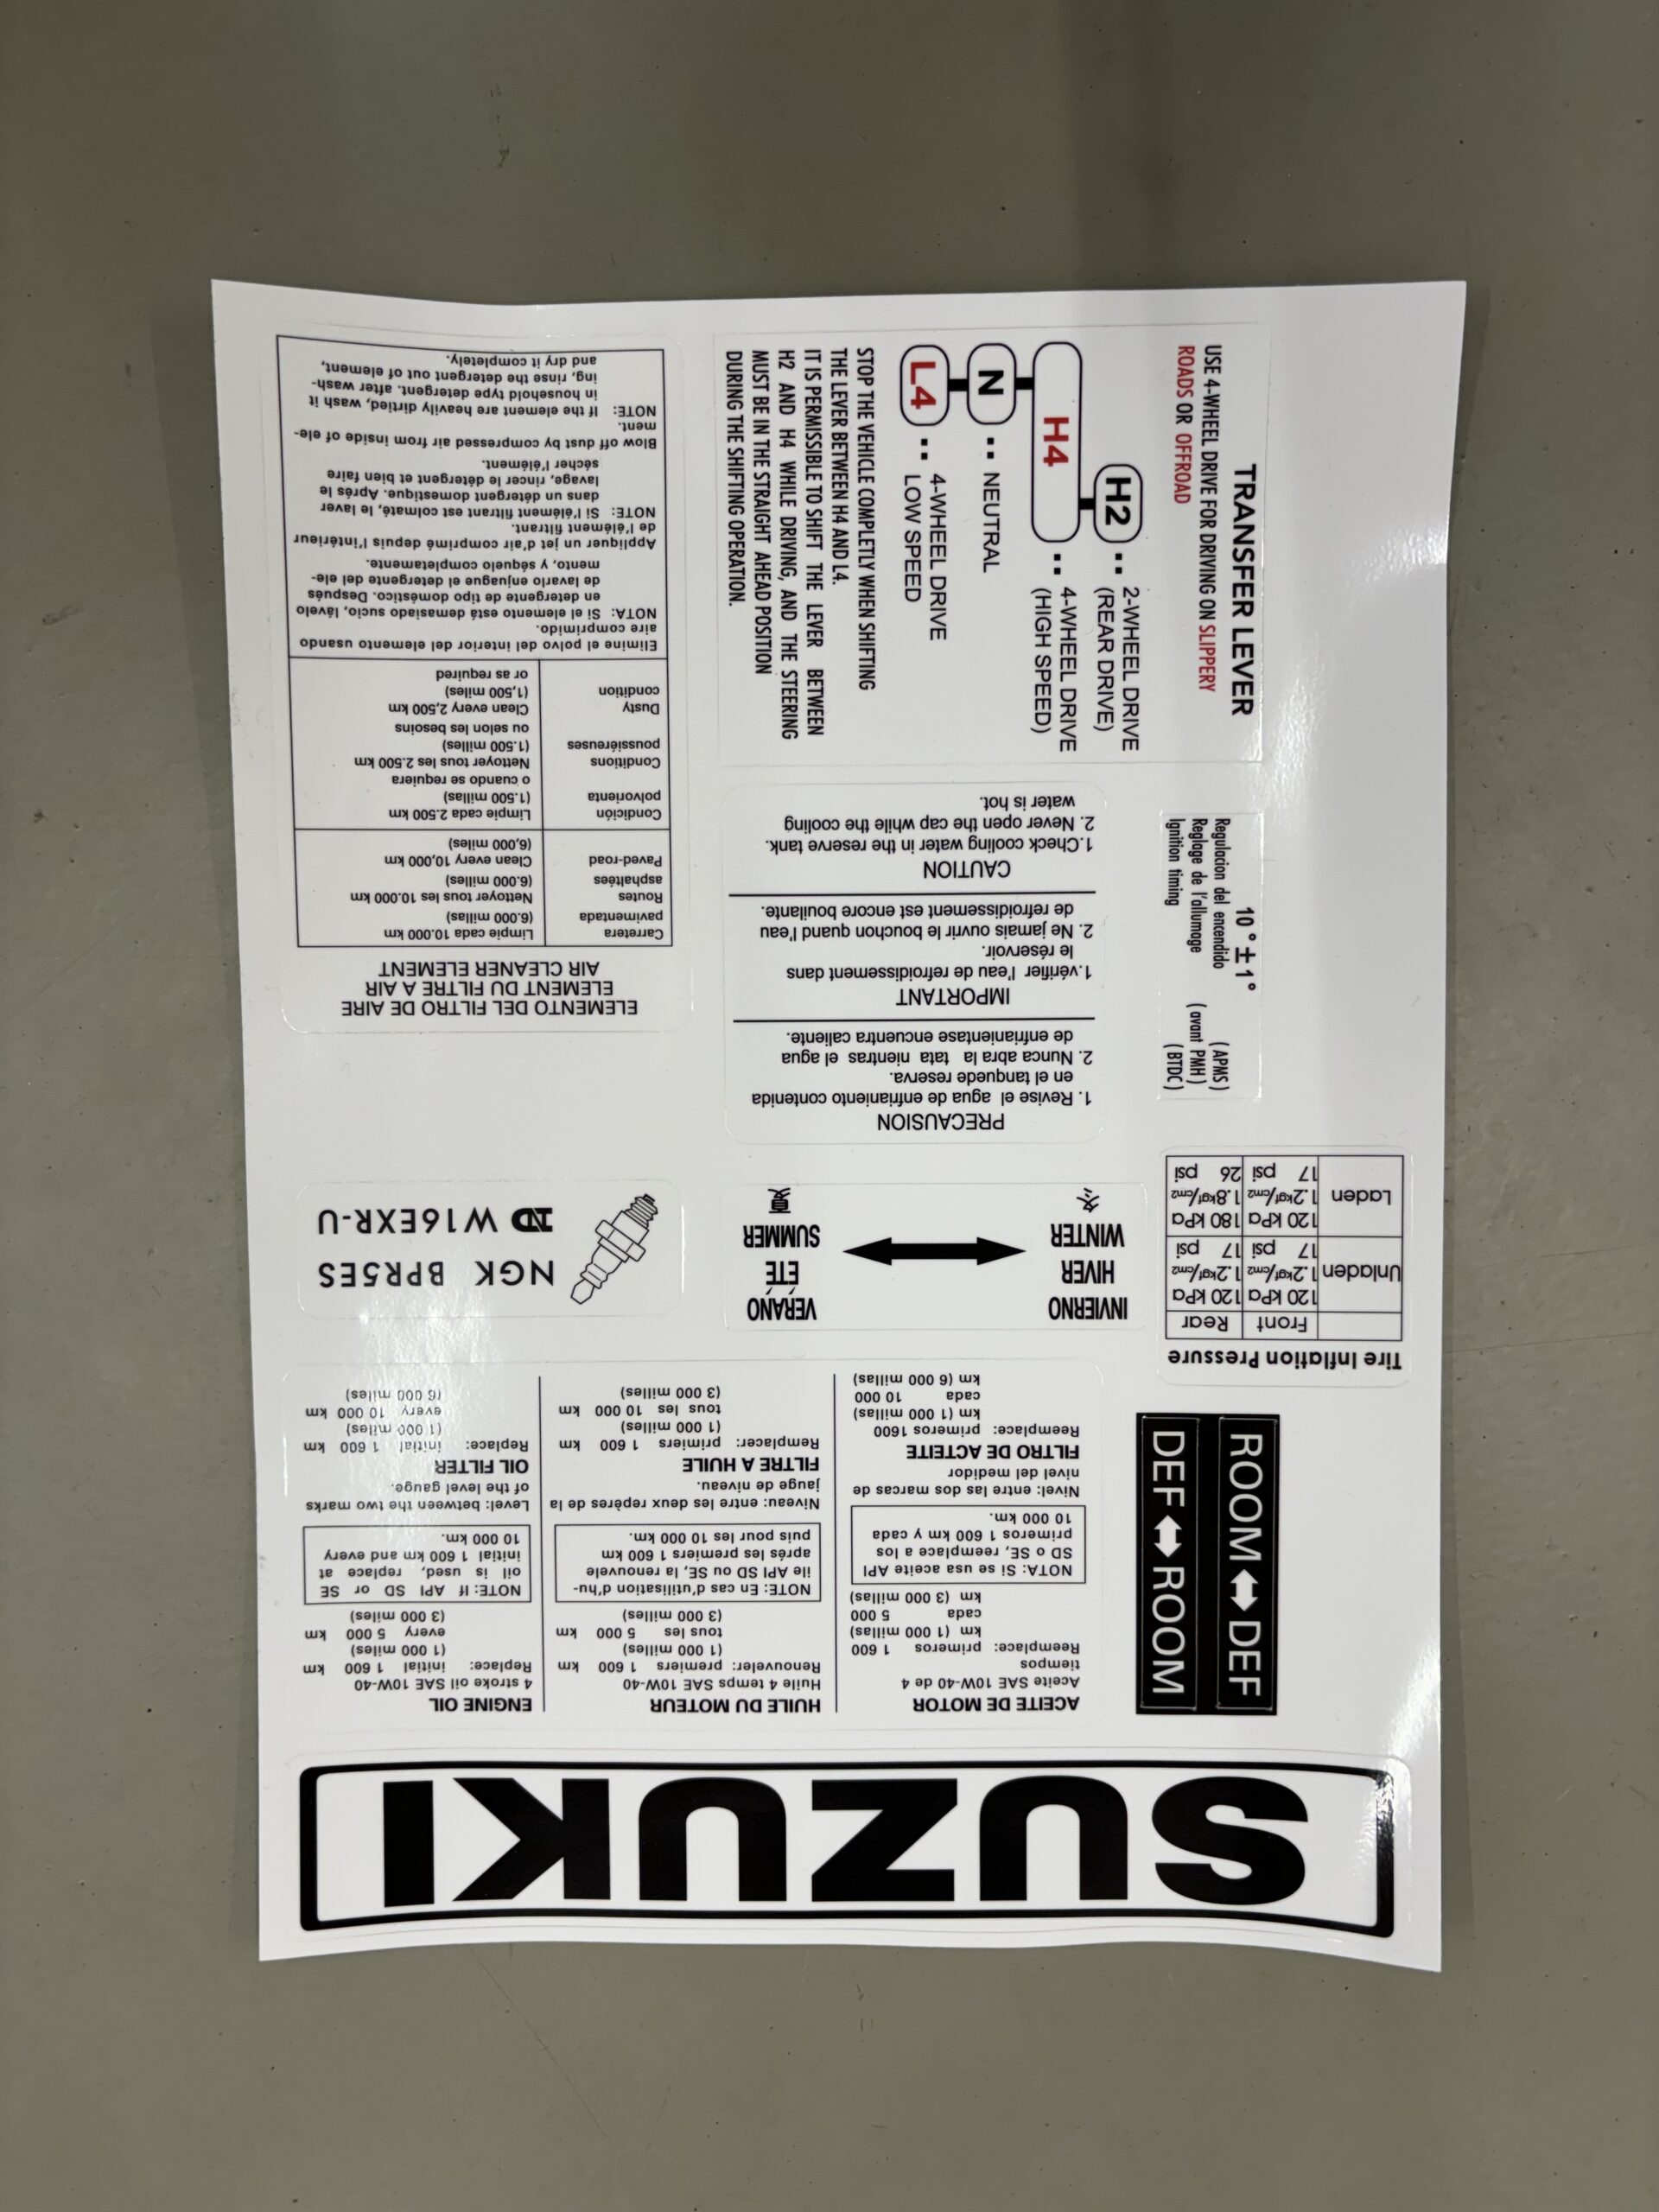 SUZUKI
ROOM ↔ DEF
DEF ↔ ROOM
ACEITE DE MOTOR
Aceite SAE 10W-40 de 4
tiempos
Reemplace: primeros 1 600
km (1 000 millas)
cada 5 000
km (3 000 millas)
NOTA: Si se usa aceite API
SD o SE, reemplace a los
primeros 1 600 km y cada
10 000 km.
Nivel: entre las dos marcas de
nivel del medidor
FILTRO DE ACTEITE
Reemplace: primeros 1600
km (1 000 millas)
cada 10 000
km (6 000 millas)
HUILE DU MOTEUR
Huile 4 temps SAE 10W-40
Renouveler: premiers 1 600 km
(1 000 milles)
tous les 5 000 km
(3 000 milles)
NOTE: En cas d'utilisation d'hu-
ile API SD ou SE, la renouvele
aprés les premiers 1 600 km
puis pour les 10 000 km.
Niveau: entre les deux repères de la
jauge de niveau.
FILTRE A HUILE
Remplacer: premiers 1 600 km
(1 000 milles)
tous les 10 000 km
(3 000 milles)
ENGINE OIL
4 stroke oil SAE 10W-40
Replace: initial 1 600 km
(1 000 miles)
every 5 000 km
(3 000 miles)
NOTE: If API SD or SE
oil is used, replace at
initial 1 600 km and every
10 000 km.
Level: between the two marks
of the level gauge.
OIL FILTER
Replace: initial 1 600 km
(1 000 miles)
every 10 000 km
(6 000 miles)
Tire Inflation Pressure
Front Rear
Unladen 120 kPa 120 kPa
1.2kgf/cm2 1.2kgf/cm2
17 psi 17 psi
Laden 120 kPa 180 kPa
1.2kgf/cm2 1.8kgf/cm2
17 psi 26 psi
INVIERNO VERANO
HIVER ÉTÉ
WINTER SUMMER
冬 夏
NGK BPR5ES
ND W16EXR-U
10°±1°
Regulacion del encendido (APMS)
Reglage de l'allumage (avant PMH)
Ignition timing (BTDC)
PRECAUSION
1. Revise el agua de enfrianiento contenida
en el tanquede reserva.
2. Nunca abra la tata nientras el agua
de enfrianientase encuentra caliente.
IMPORTANT
1.vérifier l'eau de refroidissement dans
le réservoir.
2. Ne jamais ouvrir le bouchon quand l'eau
de refroidissement est encore bouilante.
CAUTION
1.Check cooling water in the reserve tank.
2. Never open the cap while the cooling
water is hot.
ELEMENTO DEL FILTRO DE AIRE
ELEMENT DU FILTRE A AIR
AIR CLEANER ELEMENT
Carretera Limpie cada 10.000 km
pavimentada (6.000 millas)
Routes Nettoyer tous les 10.000 km
asphaltées (6.000 milles)
Paved-road Clean every 10,000 km
(6,000 miles)
Condición Limpie cada 2.500 km
polvorienta (1.500 millas)
o cuando se requiera
Conditions Nettoyer tous les 2.500 km
poussiéreuses (1.500 milles)
ou selon les besoins
Dusty Clean every 2,500 km
condition (1,500 miles)
or as required
Elimine el polvo del interior del elemento usando
aire comprimido.
NOTA: Si el elemento está demasiado sucio, lávelo
en detergente de tipo doméstico. Después
de lavarlo enjuague el detergente del ele-
mento, y séquelo completamente.
Appliquer un jet d'air comprimé depuis l'intérieur
de l'élément filtrant.
NOTE: Si l'élément filtrant est colmaté, le laver
dans un détergent domestique. Aprés le
lavage, rincer le détergent et bien faire
sécher l'élément.
Blow off dust by compressed air from inside of ele-
ment.
NOTE: If the element are heavily dirtied, wash it
in household type detergent. after wash-
ing, rinse the detergent out of element,
and dry it completely.
TRANSFER LEVER
USE 4-WHEEL DRIVE FOR DRIVING ON SLIPPERY
ROADS OR OFFROAD
H2 : 2-WHEEL DRIVE
(REAR DRIVE)
H4 : 4-WHEEL DRIVE
(HIGH SPEED)
N : NEUTRAL
L4 : 4-WHEEL DRIVE
LOW SPEED
STOP THE VEHICLE COMPLETLY WHEN SHIFTING
THE LEVER BETWEEN H4 AND L4.
IT IS PERMISSIBLE TO SHIFT THE LEVER BETWEEN
H2 AND H4 WHILE DRIVING, AND THE STEERING
MUST BE IN THE STRAIGHT AHEAD POSITION
DURING THE SHIFTING OPERATION.